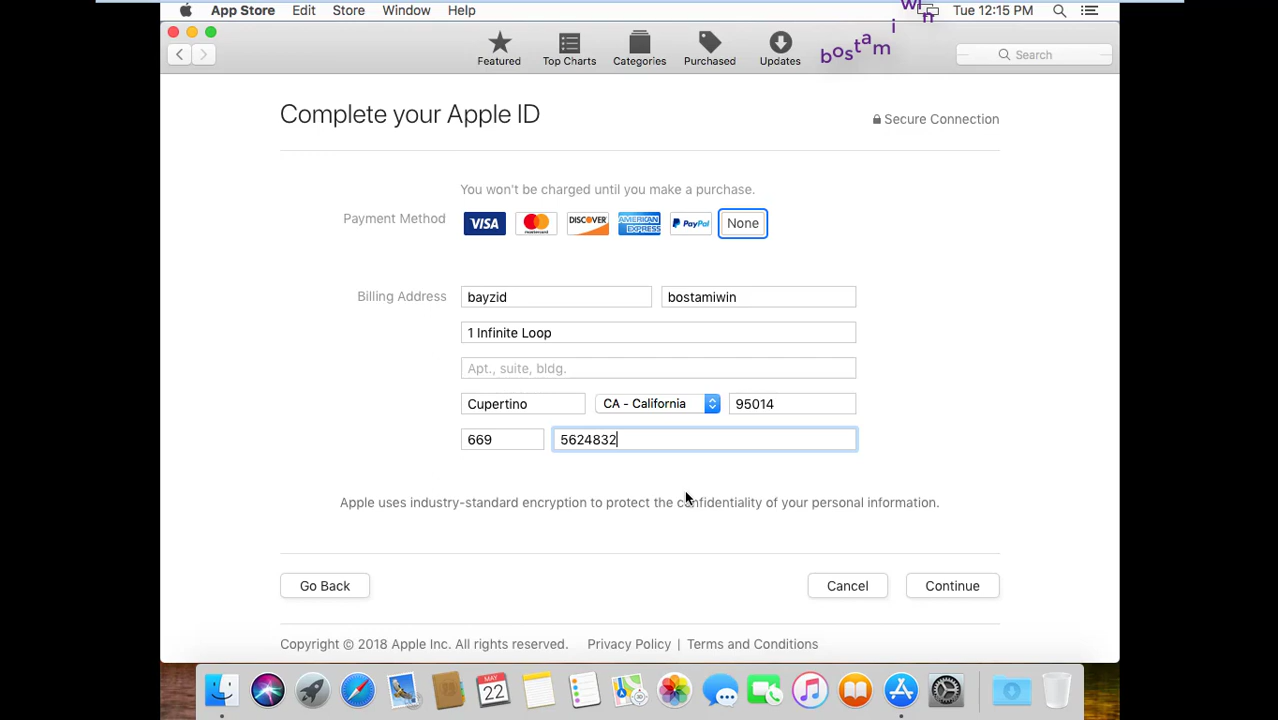 App Store Edit Store Window Help Tue 12:15 PM
bostamiwin
Featured Top Charts Categories Purchased Updates Search
Complete your Apple ID
Secure Connection
You won't be charged until you make a purchase.
Payment Method VISA mastercard DISCOVER AMERICAN EXPRESS PayPal None
Billing Address bayzid bostamiwin
1 Infinite Loop
Apt., suite, bldg.
Cupertino CA - California 95014
669 5624832
Apple uses industry-standard encryption to protect the confidentiality of your personal information.
Go Back Cancel Continue
Copyright © 2018 Apple Inc. All rights reserved. Privacy Policy | Terms and Conditions
MAY
22